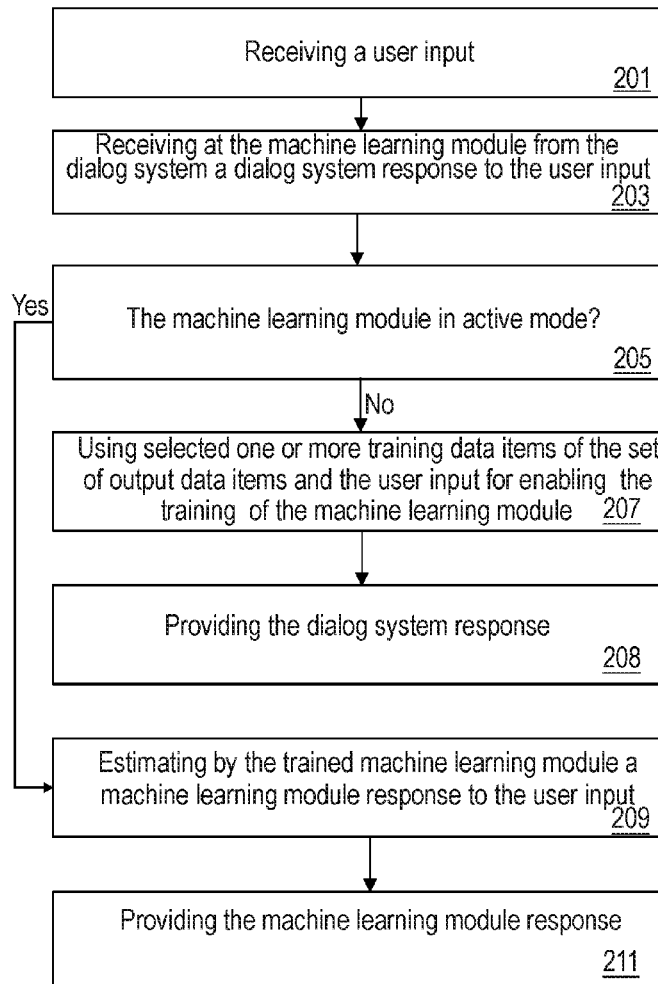 Receiving a user input
201
Receiving at the machine learning module from the
dialog system a dialog system response to the user input
203
Yes
The machine learning module in active mode?
205
No
Using selected one or more training data items of the set
of output data items and the user input for enabling the
training of the machine learning module 207
Providing the dialog system response
208
Estimating by the trained machine learning module a
machine learning module response to the user input
209
Providing the machine learning module response
211